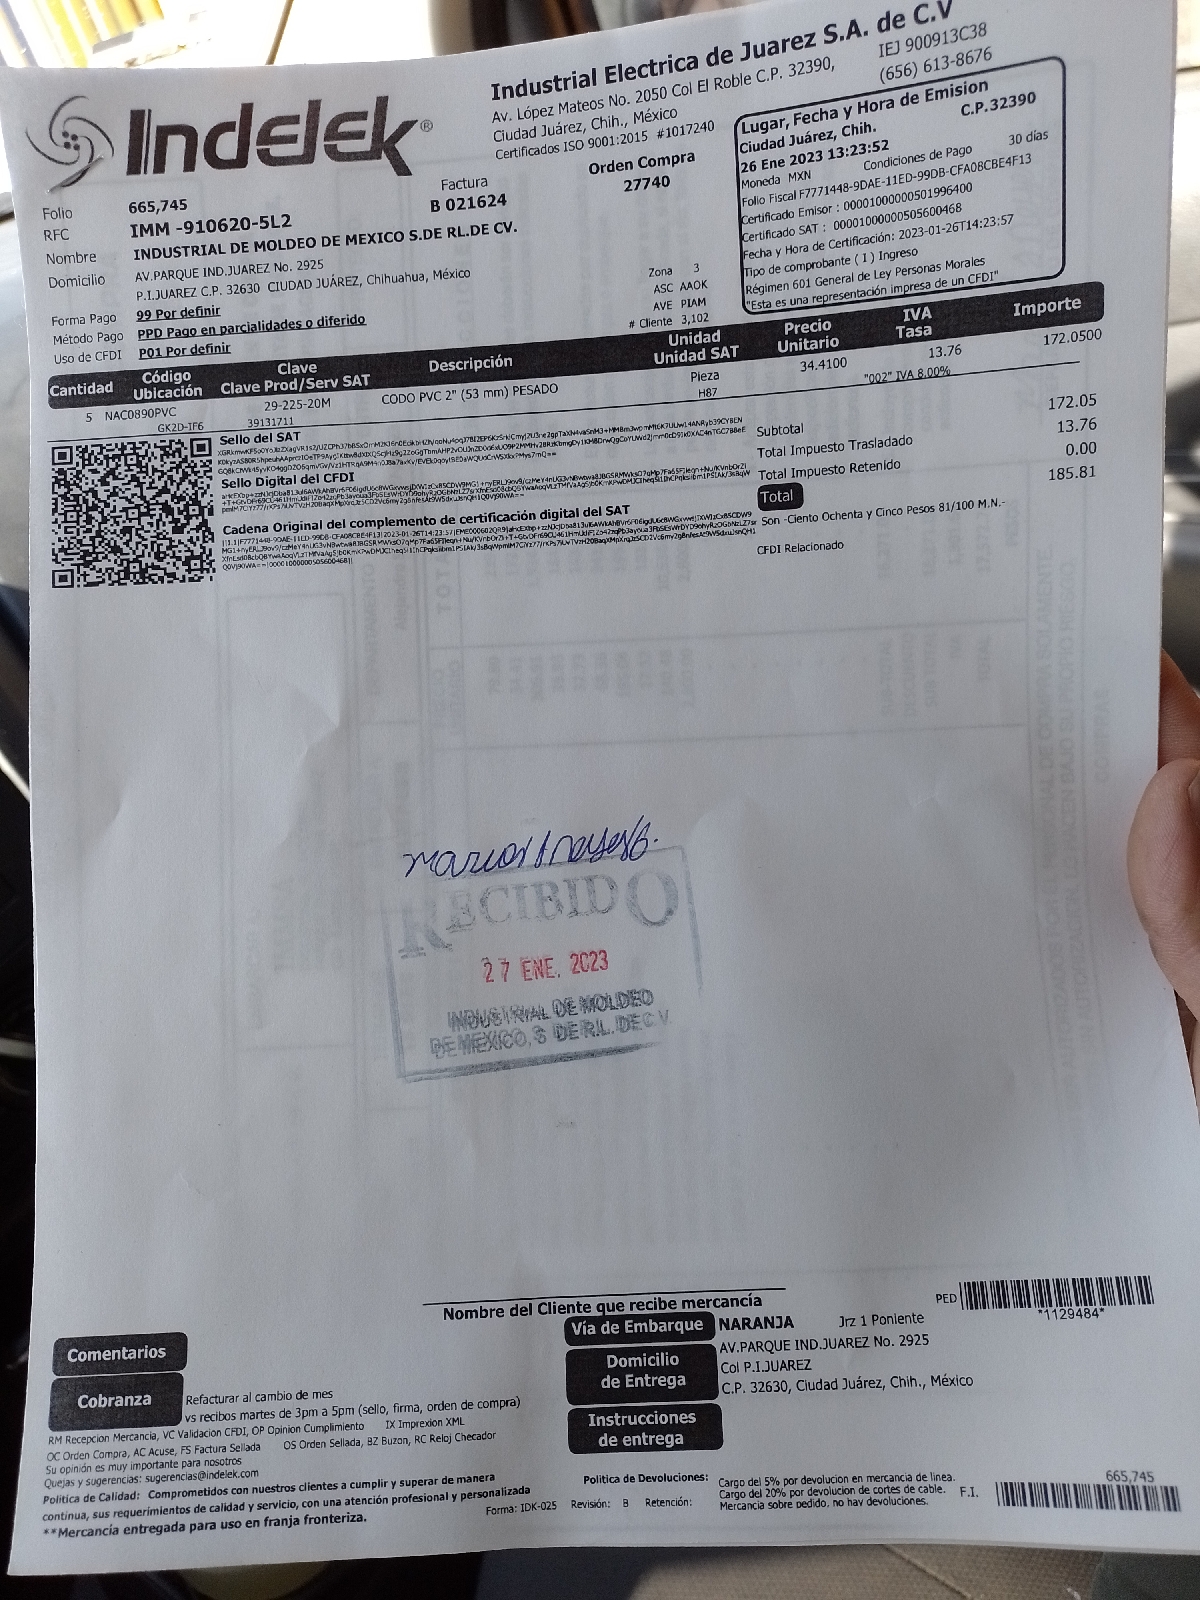 Indelek®
Industrial Electrica de Juarez S.A. de C.V
Av. López Mateos No. 2050 Col El Roble C.P. 32390,
IEJ 900913C38
Ciudad Juárez, Chih., México
(656) 613-8676
Certificados ISO 9001:2015 #1017240
Lugar, Fecha y Hora de Emision
Ciudad Juárez, Chih.
C.P.32390
26 Ene 2023 13:23:52
Moneda MXN Condiciones de Pago 30 días
Folio Fiscal F7771448-9DAE-11ED-99DB-CFA08CBE4F13
Certificado Emisor : 00001000000501996400
Certificado SAT : 00001000000505600468
Fecha y Hora de Certificación: 2023-01-26T14:23:57
Tipo de comprobante ( 1 ) Ingreso
Régimen 601 General de Ley Personas Morales
"Esta es una representación impresa de un CFDI"
Orden Compra
27740
Factura
B 021624
Folio 665,745
RFC IMM -910620-5L2
Nombre INDUSTRIAL DE MOLDEO DE MEXICO S.DE RL.DE CV.
Domicilio AV.PARQUE IND.JUAREZ No. 2925
P.I.JUAREZ C.P. 32630 CIUDAD JUÁREZ, Chihuahua, México
Forma Pago 99 Por definir
Método Pago PPD Pago en parcialidades o diferido
Uso de CFDI P01 Por definir
Zona 3
ASC AAOK
AVE PIAM
# Cliente 3,102
Cantidad Código Ubicación Clave Clave Prod/Serv SAT Descripción Unidad Unidad SAT Precio Unitario IVA Tasa Importe
5 NAC0890PVC 29-225-20M CODO PVC 2" (53 mm) PESADO Pieza 34.4100 13.76 172.0500
GK2D-IF6 39131711 H87 "002" IVA 8.00%
Sello del SAT
Sello Digital del CFDI
Cadena Original del complemento de certificación digital del SAT
Subtotal 172.05
Total Impuesto Trasladado 13.76
Total Impuesto Retenido 0.00
Total 185.81
Son -Ciento Ochenta y Cinco Pesos 81/100 M.N.-
CFDI Relacionado
RECIBIDO
27 ENE. 2023
INDUSTRIAL DE MOLDEO
DE MEXICO, S DE R.L. DE C.V.
Nombre del Cliente que recibe mercancía
PED
*1129484*
Vía de Embarque NARANJA Jrz 1 Poniente
Domicilio de Entrega AV.PARQUE IND.JUAREZ No. 2925
Col P.I.JUAREZ
C.P. 32630, Ciudad Juárez, Chih., México
Instrucciones de entrega
Comentarios
Cobranza Refacturar al cambio de mes
vs recibos martes de 3pm a 5pm (sello, firma, orden de compra)
RM Recepcion Mercancia, VC Validacion CFDI, OP Opinion Cumplimiento IX Imprexion XML
OC Orden Compra, AC Acuse, FS Factura Sellada OS Orden Sellada, BZ Buzon, RC Reloj Checador
Su opinión es muy importante para nosotros
Quejas y sugerencias: sugerencias@indelek.com
Política de Calidad: Comprometidos con nuestros clientes a cumplir y superar de manera
continua, sus requerimientos de calidad y servicio, con una atención profesional y personalizada
**Mercancía entregada para uso en franja fronteriza.
Forma: IDK-025 Revisión: B Retención:
Politica de Devoluciones: Cargo del 5% por devolucion en mercancia de linea.
Cargo del 20% por devolucion de cortes de cable.
Mercancia sobre pedido, no hay devoluciones.
F.I.
665,745